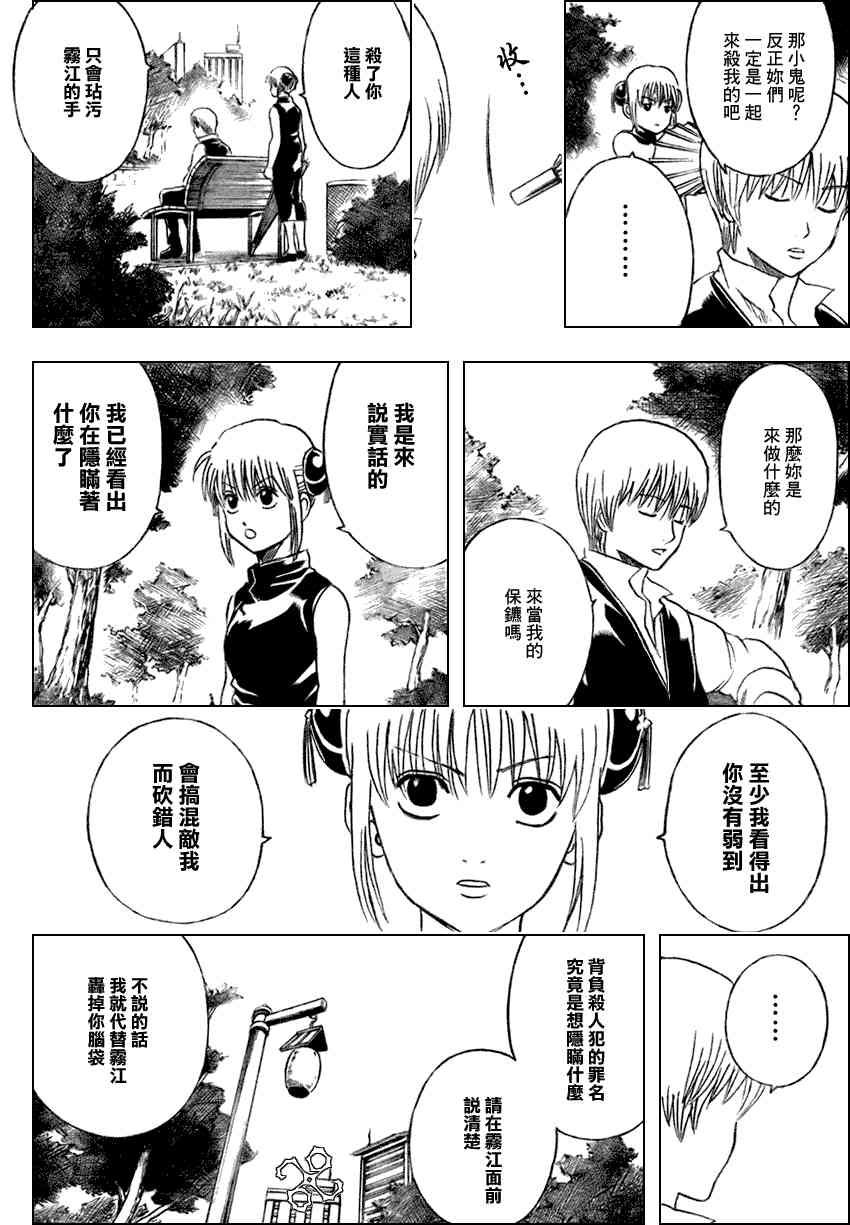 那小鬼呢?
反正妳們
一定是一起
來殺我的吧
⋯⋯⋯
收⋯
殺了你
這種人
只會玷污
霧江的手
那麼妳是
來做什麼的
來當我的
保鑣嗎
我是來
說實話的
我已經看出
你在隱瞞著
什麼了
至少我看得出
你沒有弱到
會搞混敵我
而砍錯人
⋯⋯
背負殺人犯的罪名
究竟是想隱瞞什麼
請在霧江面前
說清楚
不說的話
我就代替霧江
轟掉你腦袋